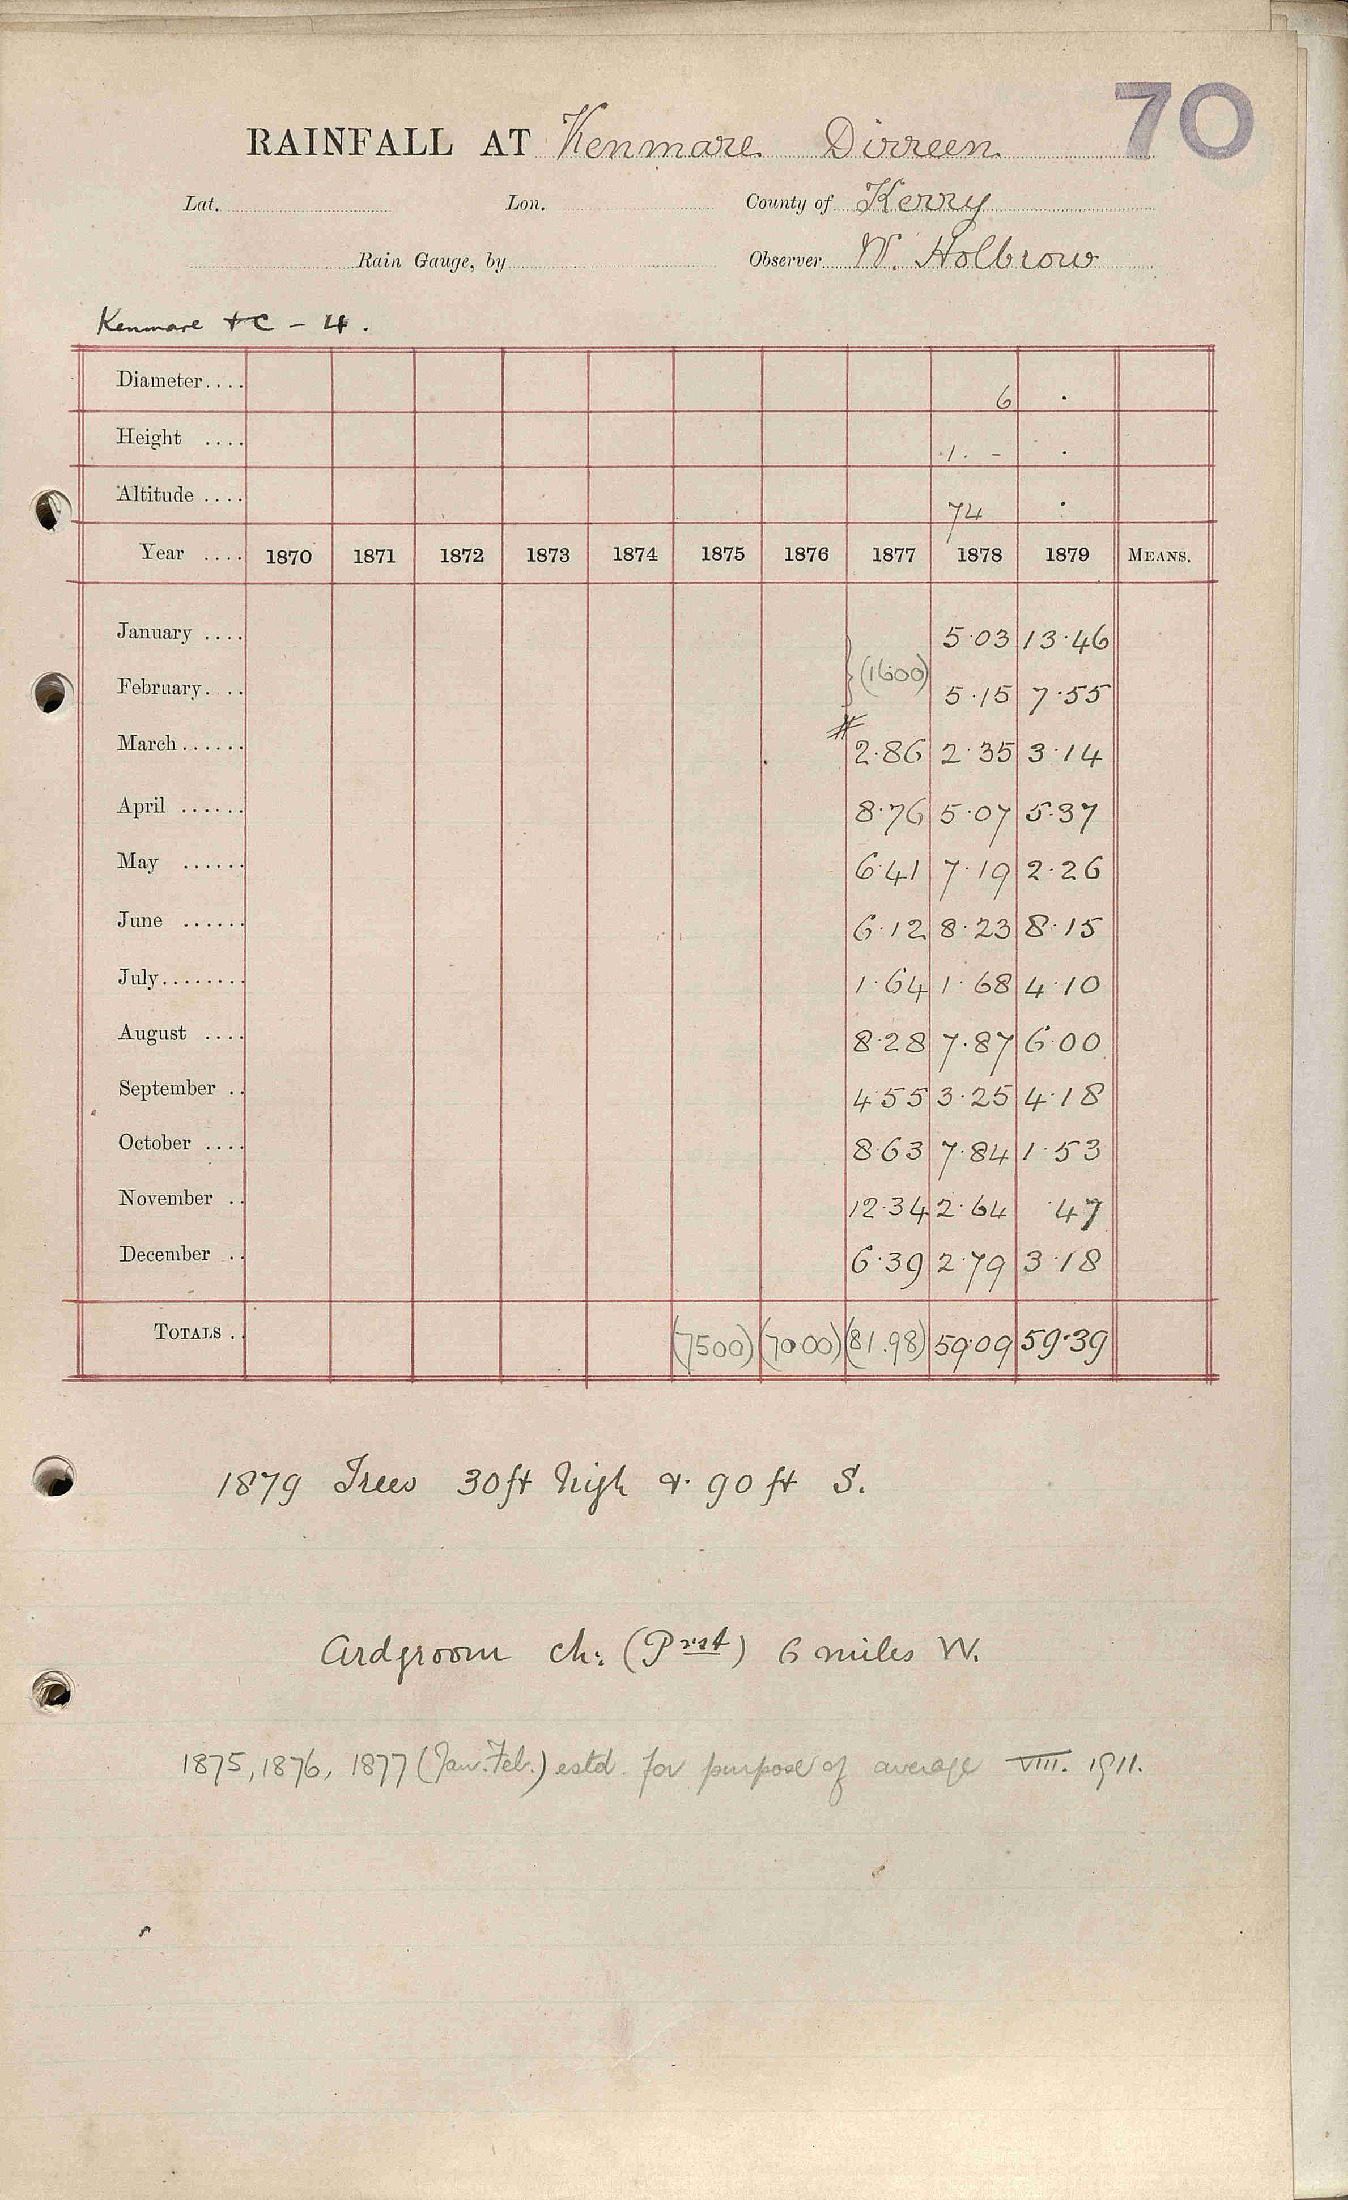 70
RAINFALL AT Kenmare Dirreen
Lat. Lon. County of Kerry
Rain Gauge, by Observer W. Holbrow
Kenmare - 4.
Diameter.... 6 .
Height .... 1. - .
Altitude .... 74 .
Year .... 1870 1871 1872 1873 1874 1875 1876 1877 1878 1879 MEANS.
January .... 5.03 13.46
(1600)
February... 5.15 7.55
March...... # 2.86 2.35 3.14
April ...... 8.76 5.07 5.37
May ...... 6.41 7.19 2.26
June ...... 6.12 8.23 8.15
July........ 1.64 1.68 4.10
August .... 8.28 7.87 6.00
September .. 4.55 3.25 4.18
October .... 8.63 7.84 1.53
November .. 12.34 2.64 .47
December .. 6.39 2.79 3.18
TOTALS .. (7500) (7000) (81.98) 59.09 59.39
1879 Trees 30ft high & 90ft S.
Ardgroom ch: (Prst) 6 miles W.
1875, 1876, 1877 (Jan. Feb.) estd. for purpose of average VIII. 1911.